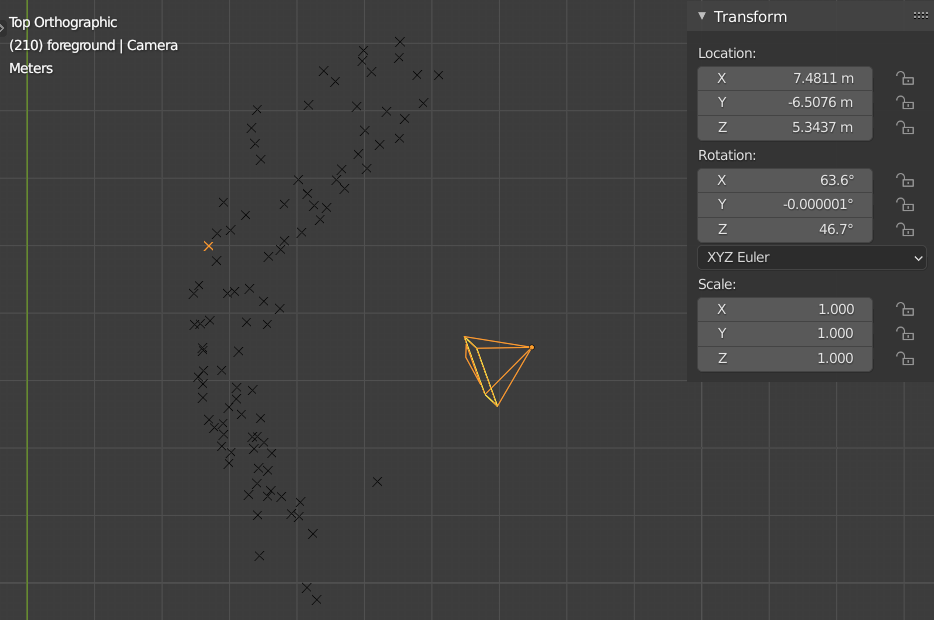 Top Orthographic
(210) foreground | Camera
Meters
Transform
Location:
X 7.4811 m
Y -6.5076 m
Z 5.3437 m
Rotation:
X 63.6°
Y -0.000001°
Z 46.7°
XYZ Euler
Scale:
X 1.000
Y 1.000
Z 1.000